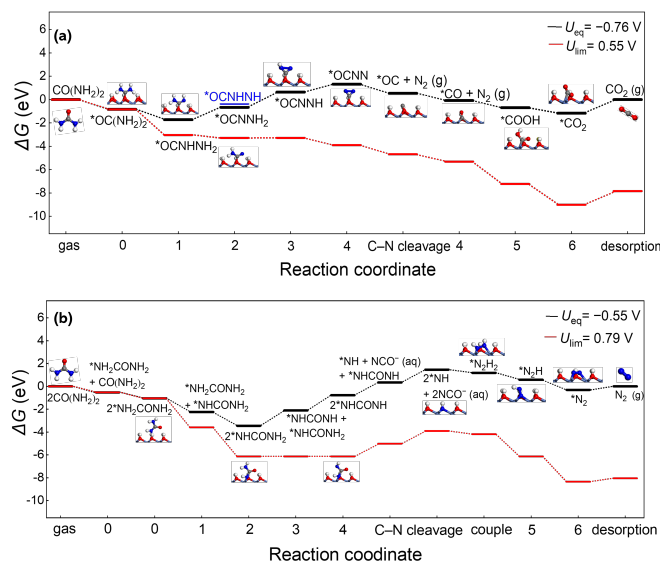 (a)
U_eq = −0.76 V
U_lim = 0.55 V
6
4
2
0
-2
-4
-6
-8
-10
ΔG (eV)
CO(NH₂)₂
*OC(NH₂)₂
*OCNHNH₂
*OCNHNH
*OCNNH₂
*OCNNH
*OCNN
*OC + N₂ (g)
*CO + N₂ (g)
*COOH
*CO₂
CO₂ (g)
gas 0 1 2 3 4 C–N cleavage 4 5 6 desorption
Reaction coordinate
(b)
U_eq = −0.55 V
U_lim = 0.79 V
6
4
2
0
-2
-4
-6
-8
-10
ΔG (eV)
2CO(NH₂)₂
*NH₂CONH₂
+ CO(NH₂)₂
2*NH₂CONH₂
*NH₂CONH₂
+ *NHCONH₂
2*NHCONH₂
*NHCONH +
*NHCONH₂
2*NHCONH
*NH + NCO⁻ (aq)
+ *NHCONH
2*NH
+ 2NCO⁻ (aq)
*N₂H₂
*N₂H
*N₂
N₂ (g)
gas 0 0 1 2 3 4 C–N cleavage couple 5 6 desorption
Reaction coordinate